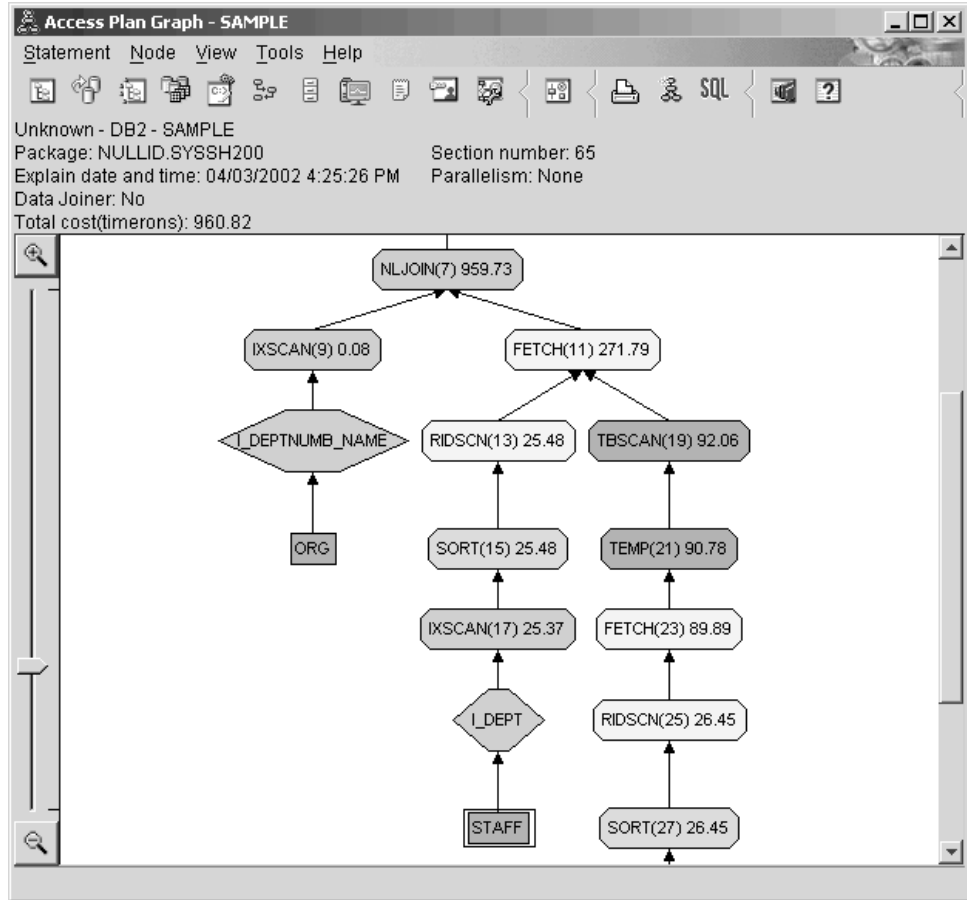 Access Plan Graph - SAMPLE
Statement Node View Tools Help
SQL ?
Unknown - DB2 - SAMPLE
Package: NULLID.SYSSH200 Section number: 65
Explain date and time: 04/03/2002 4:25:26 PM Parallelism: None
Data Joiner: No
Total cost(timerons): 960.82
NLJOIN(7) 959.73
IXSCAN(9) 0.08 FETCH(11) 271.79
I_DEPTNUMB_NAME RIDSCN(13) 25.48 TBSCAN(19) 92.06
ORG SORT(15) 25.48 TEMP(21) 90.78
IXSCAN(17) 25.37 FETCH(23) 89.89
I_DEPT RIDSCN(25) 26.45
STAFF SORT(27) 26.45